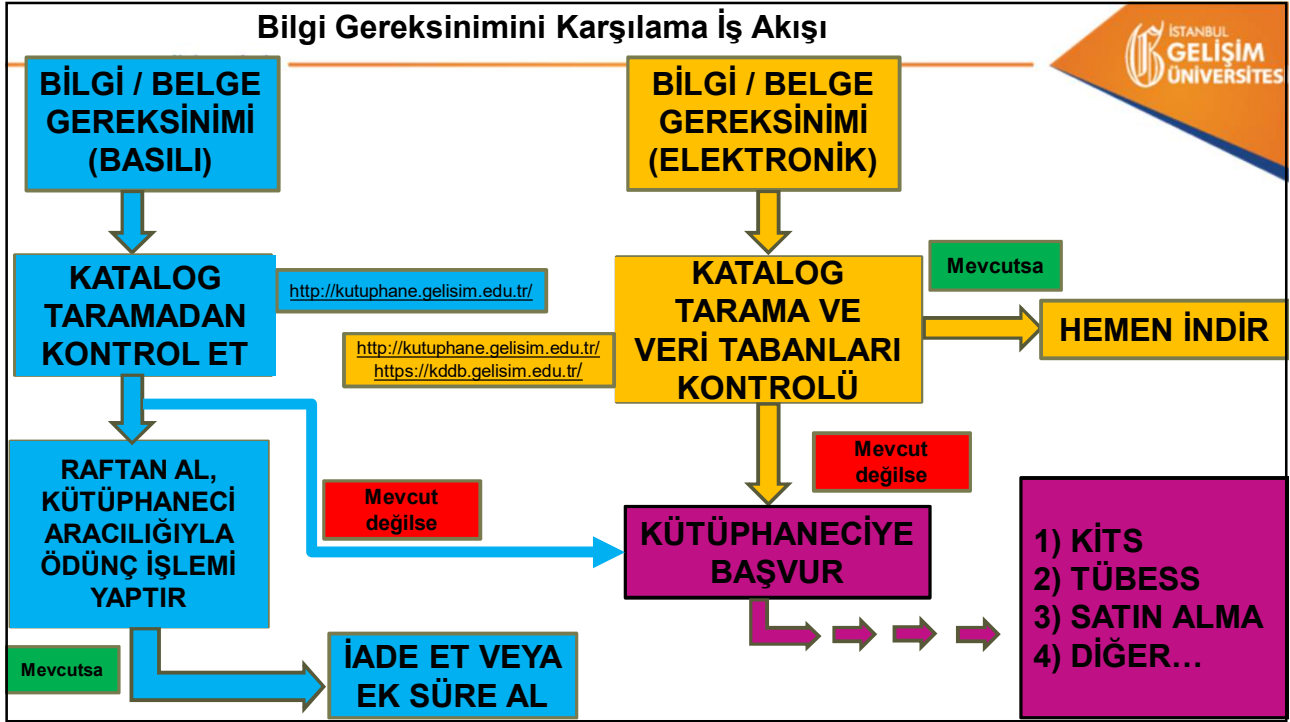 Bilgi Gereksinimini Karşılama İş Akışı
İSTANBUL
GELİŞİM
ÜNİVERSİTES
BİLGİ / BELGE
GEREKSİNİMİ
(BASILI)
BİLGİ / BELGE
GEREKSİNİMİ
(ELEKTRONİK)
KATALOG
TARAMADAN
KONTROL ET
http://kutuphane.gelisim.edu.tr/
http://kutuphane.gelisim.edu.tr/
https://kddb.gelisim.edu.tr/
KATALOG
TARAMA VE
VERİ TABANLARI
KONTROLÜ
Mevcutsa
HEMEN İNDİR
RAFTAN AL,
KÜTÜPHANECİ
ARACILIĞIYLA
ÖDÜNÇ İŞLEMİ
YAPTIR
Mevcut
değilse
Mevcut
değilse
KÜTÜPHANECİYE
BAŞVUR
1) KİTS
2) TÜBESS
3) SATIN ALMA
4) DİĞER…
Mevcutsa
İADE ET VEYA
EK SÜRE AL